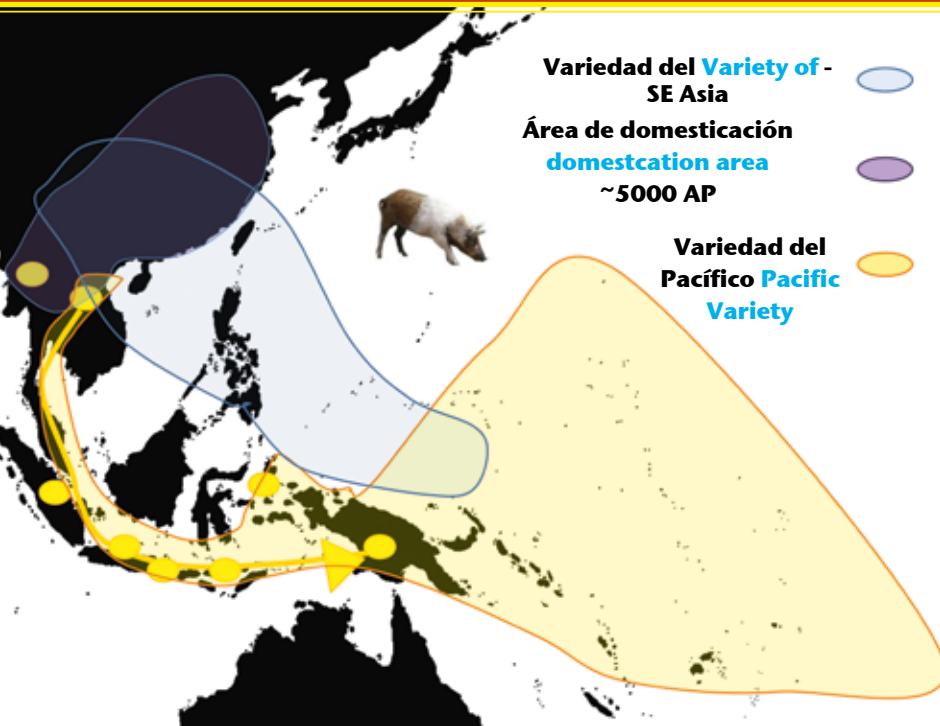 Variedad del Variety of -
SE Asia
Área de domesticación
domestcation area
~5000 AP
Variedad del
Pacífico Pacific
Variety